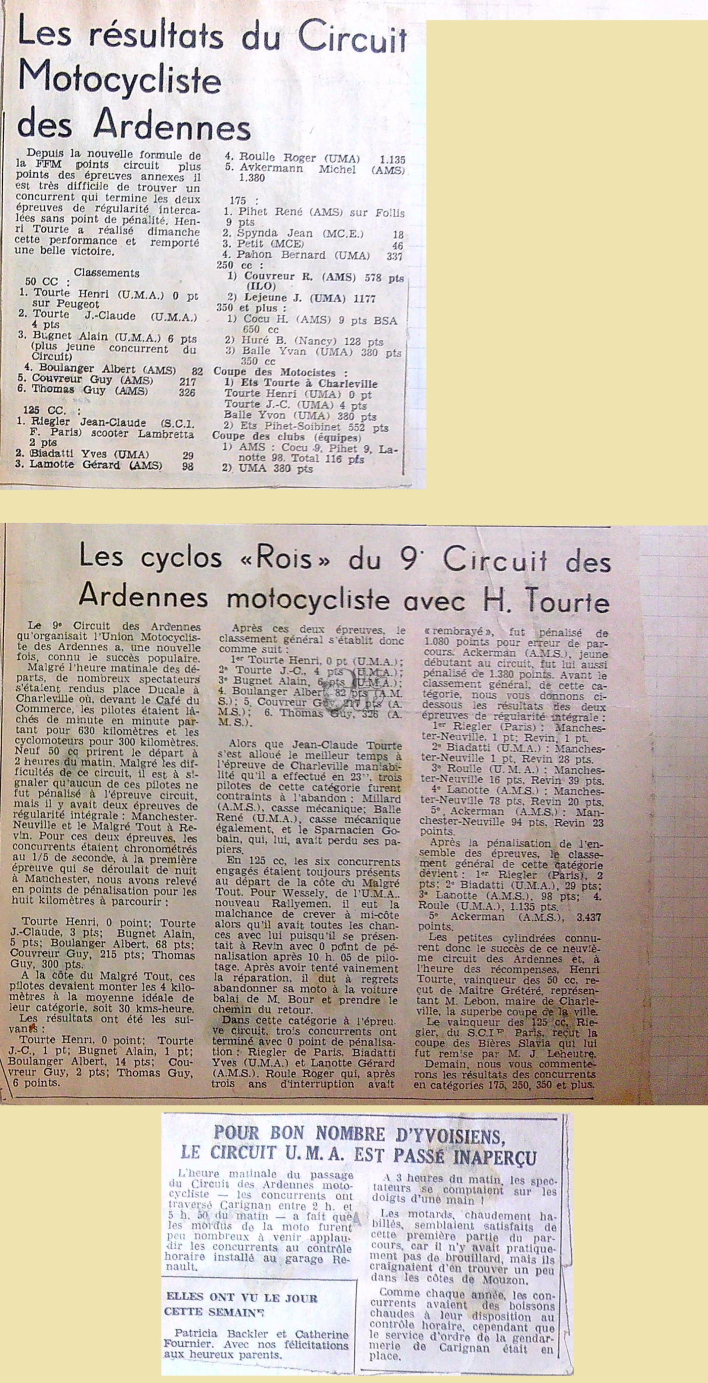 Les résultats du Circuit
Motocycliste
des Ardennes
Depuis la nouvelle formule de
la FFM points circuit plus
points des épreuves annexes il
est très difficile de trouver un
concurrent qui termine les deux
épreuves de régularité interca-
lées sans point de pénalité. Hen-
ri Tourte a réalisé dimanche
cette performance et remporté
une belle victoire.
Classements
50 CC :
1. Tourte Henri (U.M.A.) 0 pt
sur Peugeot
2. Tourte J.-Claude (U.M.A.)
4 pts
3. Bugnet Alain (U.M.A.) 6 pts
(plus jeune concurrent du
Circuit)
4. Boulanger Albert (AMS) 82
5. Couvreur Guy (AMS) 217
6. Thomas Guy (AMS) 326
125 CC. :
1. Riegler Jean-Claude (S.C.I.
F. Paris) scooter Lambretta
2 pts
2. Biadatti Yves (UMA) 29
3. Lamotte Gérard (AMS) 98
4. Roulle Roger (UMA) 1.135
5. Avkermann Michel (AMS)
1.380
175 :
1. Pihet René (AMS) sur Follis
9 pts
2. Spynda Jean (MC.E.) 18
3. Petit (MCE) 46
4. Pahon Bernard (UMA) 337
250 cc :
1) Couvreur R. (AMS) 578 pts
(ILO)
2) Lejeune J. (UMA) 1177
350 et plus :
1) Cocu H. (AMS) 9 pts BSA
650 cc
2) Huré B. (Nancy) 128 pts
3) Balle Yvan (UMA) 380 pts
350 cc
Coupe des Motocistes :
1) Ets Tourte à Charleville
Tourte Henri (UMA) 0 pt
Tourte J.-C. (UMA) 4 pts
Balle Yvon (UMA) 380 pts
2) Ets Pihet-Soibinet 552 pts
Coupe des clubs (équipes)
1) AMS : Cocu 9, Pihet 9, La-
notte 98. Total 116 pts
2) UMA 380 pts
Les cyclos «Rois» du 9e Circuit des
Ardennes motocycliste avec H. Tourte
Le 9e Circuit des Ardennes
qu'organisait l'Union Motocyclis-
te des Ardennes a, une nouvelle
fois, connu le succès populaire.
Malgré l'heure matinale des dé-
parts, de nombreux spectateurs
s'étaient rendus place Ducale à
Charleville où, devant le Café du
Commerce, les pilotes étaient lâ-
chés de minute en minute par-
tant pour 630 kilomètres et les
cyclomoteurs pour 300 kilomètres.
Neuf 50 cc prirent le départ à
2 heures du matin. Malgré les dif-
ficultés de ce circuit, il est à si-
gnaler qu'aucun de ces pilotes ne
fut pénalisé à l'épreuve circuit,
mais il y avait deux épreuves de
régularité intégrale : Manchester-
Neuville et le Malgré Tout à Re-
vin. Pour ces deux épreuves, les
concurrents étaient chronométrés
au 1/5 de seconde, à la première
épreuve qui se déroulait de nuit
à Manchester, nous avons relevé
en points de pénalisation pour les
huit kilomètres à parcourir :
Tourte Henri, 0 point; Tourte
J.-Claude, 3 pts; Bugnet Alain,
5 pts; Boulanger Albert, 68 pts;
Couvreur Guy, 215 pts; Thomas
Guy, 300 pts.
A la côte du Malgré Tout, ces
pilotes devaient monter les 4 kilo-
mètres à la moyenne idéale de
leur catégorie, soit 30 kms-heure.
Les résultats ont été les sui-
vants :
Tourte Henri, 0 point; Tourte
J.-C., 1 pt; Bugnet Alain, 1 pt;
Boulanger Albert, 14 pts; Cou-
vreur Guy, 2 pts; Thomas Guy,
6 points.
Après ces deux épreuves, le
classement général s'établit donc
comme suit :
1er Tourte Henri, 0 pt (U.M.A.);
2e Tourte J.-C., 4 pts (U.M.A.);
3e Bugnet Alain, 6 pts (U.M.A.);
4. Boulanger Albert, 82 pts (A.M.
S.); 5. Couvreur Guy, 217 pts (A.
M.S.); 6. Thomas Guy, 326 (A.
M.S.).
Alors que Jean-Claude Tourte
s'est alloué le meilleur temps à
l'épreuve de Charleville maniabi-
lité qu'il a effectué en 23'', trois
pilotes de cette catégorie furent
contraints à l'abandon : Millard
(A.M.S.), casse mécanique; Balle
René (U.M.A.), casse mécanique
également, et le Sparnacien Go-
bain, qui, lui, avait perdu ses pa-
piers.
En 125 cc, les six concurrents
engagés étaient toujours présents
au départ de la côte du Malgré
Tout. Pour Wessely, de l'U.M.A.,
nouveau Rallyemen, il eut la
malchance de crever à mi-côte
alors qu'il avait toutes les chan-
ces avec lui puisqu'il se présen-
tait à Revin avec 0 point de pé-
nalisation après 10 h. 05 de pilo-
tage. Après avoir tenté vainement
la réparation, il dut à regrets
abandonner sa moto à la voiture
balai de M. Bour et prendre le
chemin du retour.
Dans cette catégorie à l'épreu-
ve circuit, trois concurrents ont
terminé avec 0 point de pénalisa-
tion : Riegler de Paris, Biadatti
Yves (U.M.A.) et Lanotte Gérard
(A.M.S.). Roule Roger qui, après
trois ans d'interruption avait
«rembrayé», fut pénalisé de
1.080 points pour erreur de par-
cours. Ackerman (A.M.S.), jeune
débutant au circuit, fut lui aussi
pénalisé de 1.380 points. Avant le
classement général, de cette ca-
tégorie, nous vous donnons ci-
dessous les résultats des deux
épreuves de régularité intégrale :
1er Riegler (Paris) : Manches-
ter-Neuville, 1 pt; Revin, 1 pt.
2e Biadatti (U.M.A.) : Manches-
ter-Neuville 1 pt, Revin 28 pts.
3e Roulle (U.M.A.) : Manches-
ter-Neuville 16 pts, Revin 39 pts.
4e Lanotte (A.M.S.) : Manches-
ter-Neuville 78 pts, Revin 20 pts.
5e Ackerman (A.M.S.) : Man-
chester-Neuville 94 pts. Revin 23
points.
Après la pénalisation de l'en-
semble des épreuves, le classe-
ment général de cette catégorie
devient : 1er Riegler (Paris), 2
pts; 2e Biadatti (U.M.A.), 29 pts;
3e Lanotte (A.M.S.), 98 pts; 4.
Roule (U.M.A.), 1.135 pts.
5e Ackerman (A.M.S.), 3.437
points.
Les petites cylindrées connu-
rent donc le succès de ce neuviè-
me circuit des Ardennes et, à
l'heure des récompenses, Henri
Tourte, vainqueur des 50 cc, re-
çut de Maître Grétéré, représen-
tant M. Lebon, maire de Charle-
ville, la superbe coupe de la ville.
Le vainqueur des 125 cc, Rie-
gler, du S.C.I.F. Paris, reçut la
coupe des Bières Slavia qui lui
fut remise par M. J. Leheutre.
Demain, nous vous commente-
rons les résultats des concurrents
en catégories 175, 250, 350 et plus.
POUR BON NOMBRE D'YVOISIENS,
LE CIRCUIT U.M.A. EST PASSÉ INAPERÇU
L'heure matinale du passage
du Circuit des Ardennes moto-
cycliste — les concurrents ont
traversé Carignan entre 2 h. et
5 h. 50 du matin — a fait que
les mordus de la moto furent
peu nombreux à venir applau-
dir les concurrents au contrôle
horaire installé au garage Re-
nault.
ELLES ONT VU LE JOUR
CETTE SEMAINE
Patricia Backler et Catherine
Fournier. Avec nos félicitations
aux heureux parents.
A 3 heures du matin, les spec-
tateurs se comptaient sur les
doigts d'une main !
Les motards, chaudement ha-
billés, semblaient satisfaits de
cette première partie du par-
cours, car il n'y avait pratique-
ment pas de brouillard, mais ils
craignaient d'en trouver un peu
dans les côtes de Mouzon.
Comme chaque année, les con-
currents avaient des boissons
chaudes à leur disposition au
contrôle horaire, cependant que
le service d'ordre de la gendar-
merie de Carignan était en
place.